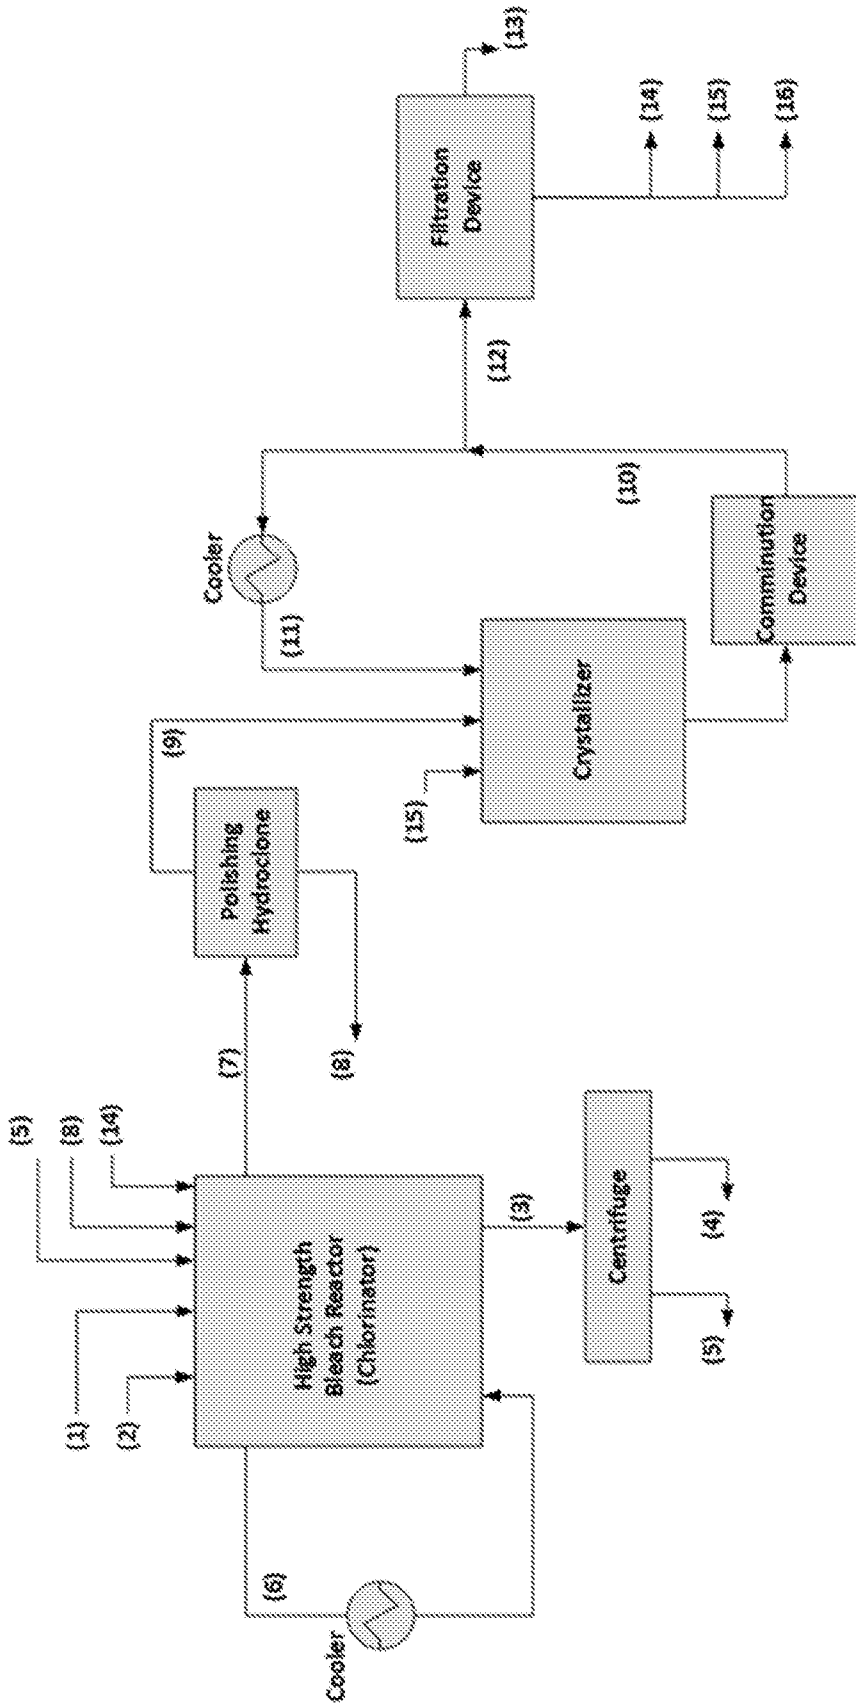 (5)
(8)
(14)
(1)
(2)
High Strength
Bleach Reactor
(Chlorinator)
(6)
Cooler
(3)
Centrifuge
(5)
(4)
(7)
Polishing
Hydroclone
(8)
(9)
(15)
Crystallizer
(11)
Cooler
Comminution
Device
(10)
(12)
Filtration
Device
(13)
(14)
(15)
(16)